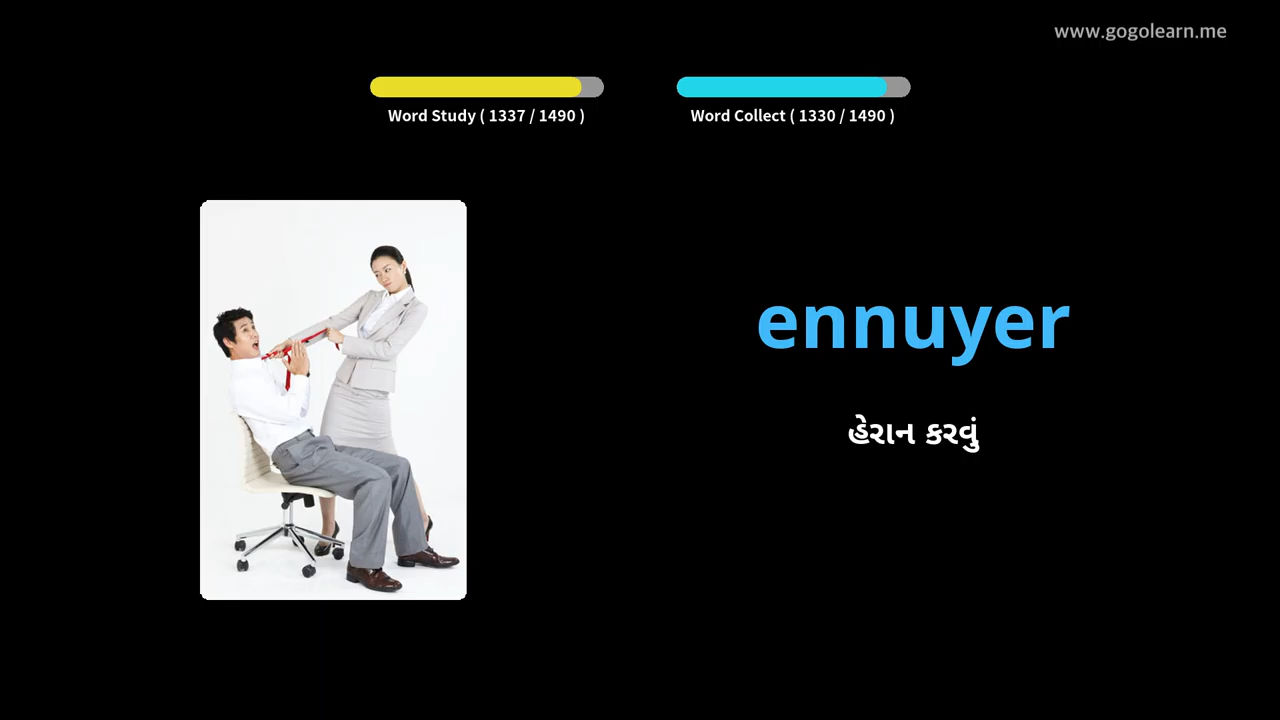 www.gogolearn.me
Word Study ( 1337 / 1490 )
Word Collect ( 1330 / 1490 )
ennuyer
હેરાન કરવું